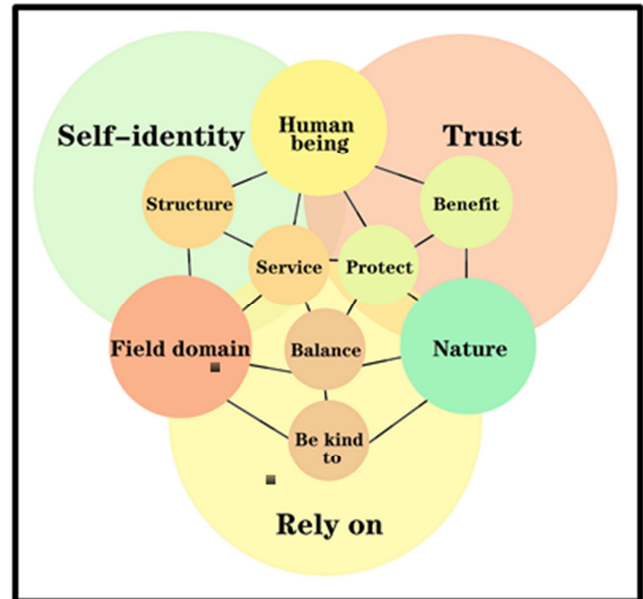 Human
being
Self-identity
Trust
Structure
Benefit
Service
Protect
Field domain
Balance
Nature
Be kind
to
Rely on